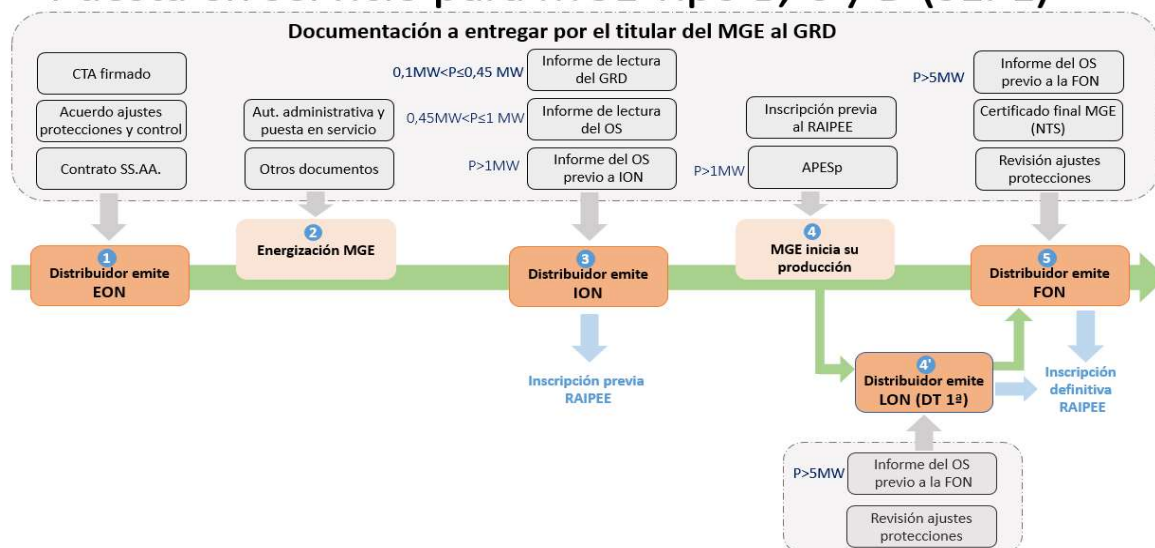 Documentación a entregar por el titular del MGE al GRD
CTA firmado
Acuerdo ajustes
protecciones y control
Contrato SS.AA.
Aut. administrativa y
puesta en servicio
Otros documentos
0,1MW<P≤0,45 MW
Informe de lectura
del GRD
0,45MW<P≤1 MW
Informe de lectura
del OS
P>1MW
Informe del OS
previo a ION
Inscripción previa
al RAIPEE
P>1MW
APESp
P>5MW
Informe del OS
previo a la FON
Certificado final MGE
(NTS)
Revisión ajustes
protecciones
1
Distribuidor emite
EON
2
Energización MGE
3
Distribuidor emite
ION
4
MGE inicia su
producción
5
Distribuidor emite
FON
Inscripción previa
RAIPEE
4'
Distribuidor emite
LON (DT 1ª)
Inscripción
definitiva
RAIPEE
P>5MW
Informe del OS
previo a la FON
Revisión ajustes
protecciones